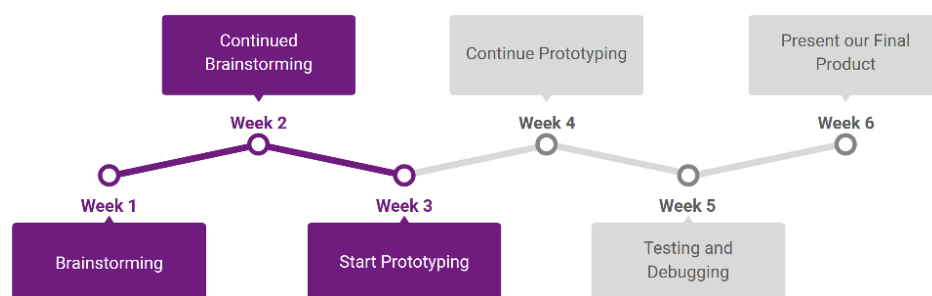 Continued
Brainstorming
Continue Prototyping
Present our Final
Product
Week 2
Week 4
Week 6
Week 1
Week 3
Week 5
Brainstorming
Start Prototyping
Testing and
Debugging